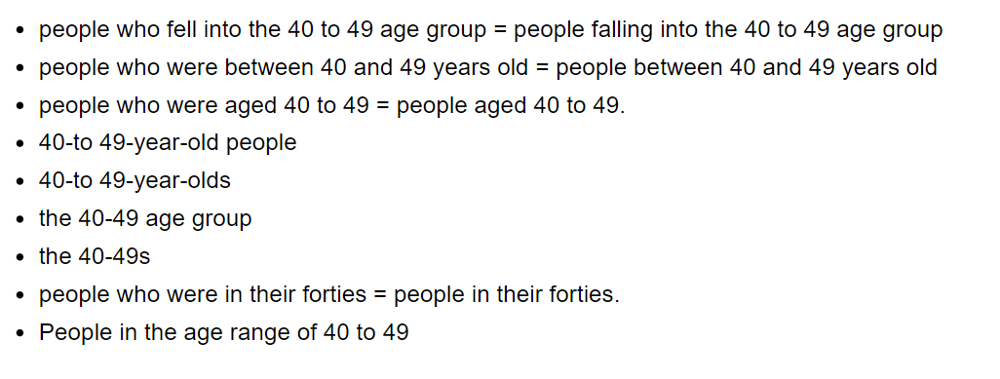 • people who fell into the 40 to 49 age group = people falling into the 40 to 49 age group
• people who were between 40 and 49 years old = people between 40 and 49 years old
• people who were aged 40 to 49 = people aged 40 to 49.
• 40-to 49-year-old people
• 40-to 49-year-olds
• the 40-49 age group
• the 40-49s
• people who were in their forties = people in their forties.
• People in the age range of 40 to 49